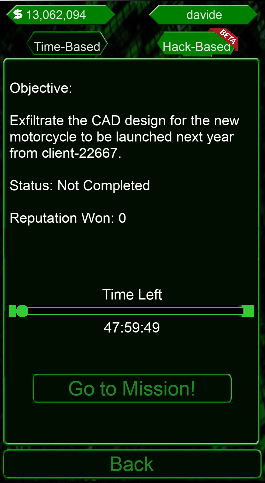 $ 13,062,094
davide
Time-Based
Hack-Based
BETA
Objective:
Exfiltrate the CAD design for the new
motorcycle to be launched next year
from client-22667.
Status: Not Completed
Reputation Won: 0
Time Left
47:59:49
Go to Mission!
Back